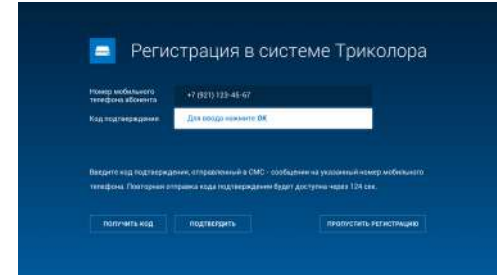 Регистрация в системе Триколора
Номер мобильного
телефона абонента
+7 (921) 123-45-67
Код подтверждения
Для ввода нажмите ОК
Введите код подтверждения, отправленный в СМС - сообщении на указанный номер мобильного
телефона. Повторная отправка кода подтверждения будет доступна через 124 сек.
ПОЛУЧИТЬ КОД
ПОДТВЕРДИТЬ
ПРОПУСТИТЬ РЕГИСТРАЦИЮ